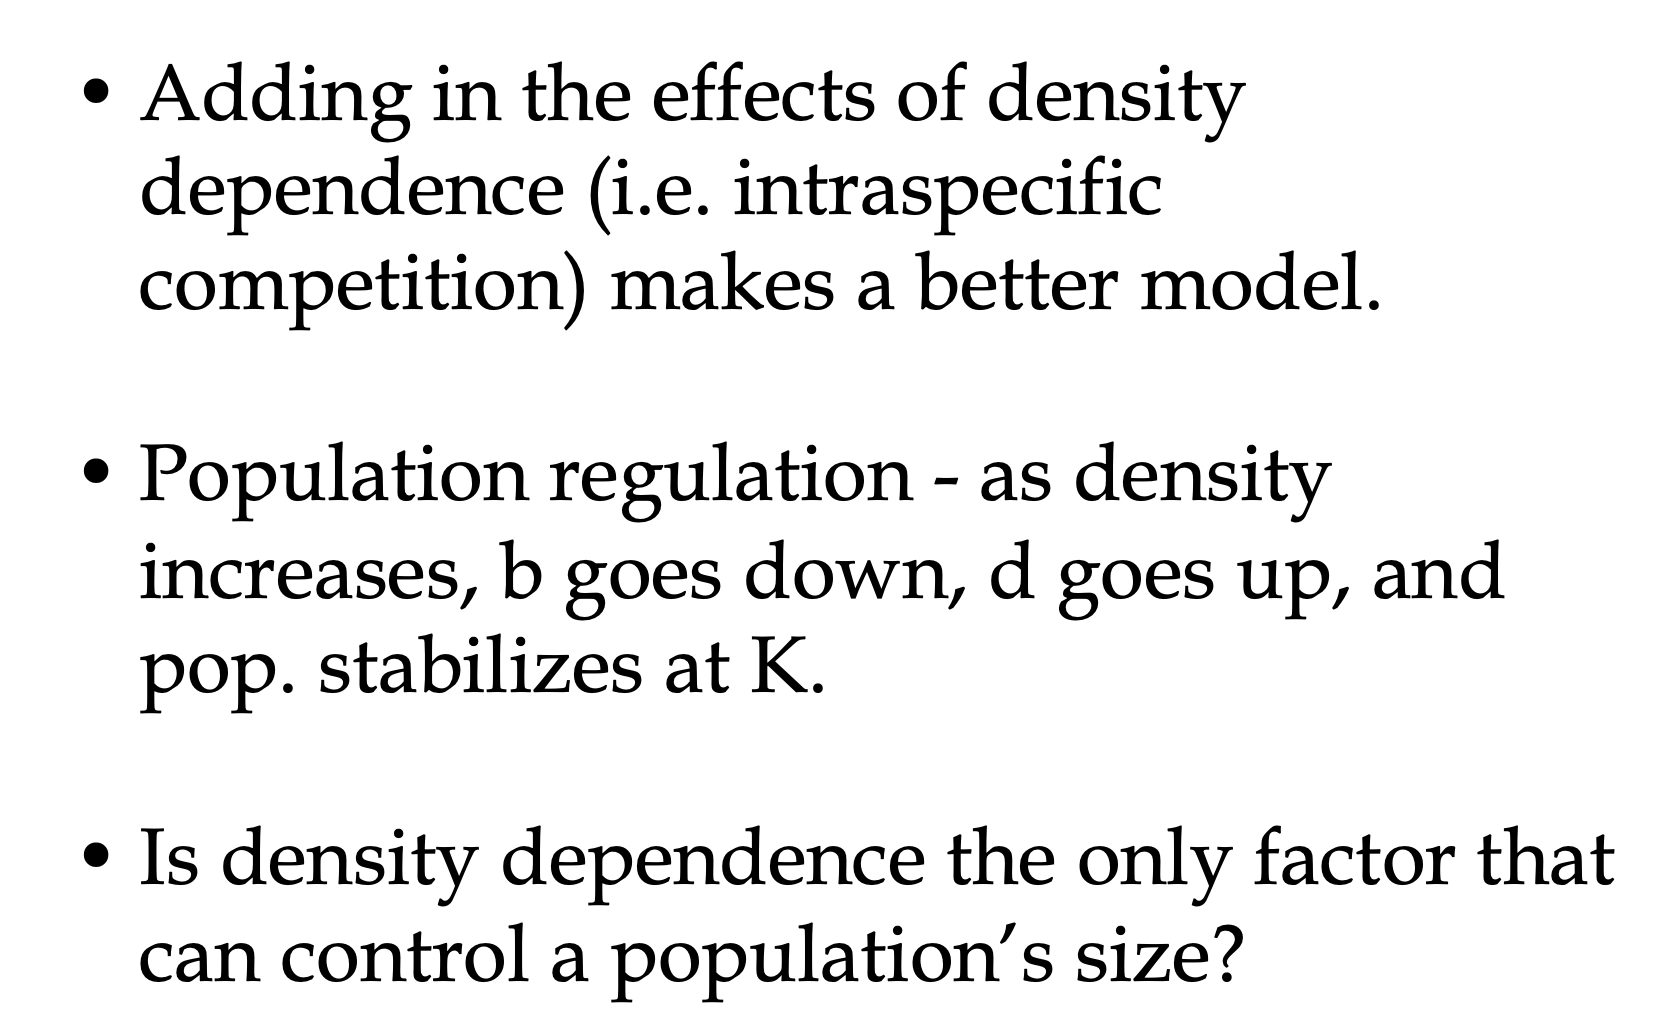 • Adding in the effects of density
dependence (i.e. intraspecific
competition) makes a better model.
• Population regulation - as density
increases, b goes down, d goes up, and
pop. stabilizes at K.
• Is density dependence the only factor that
can control a population’s size?